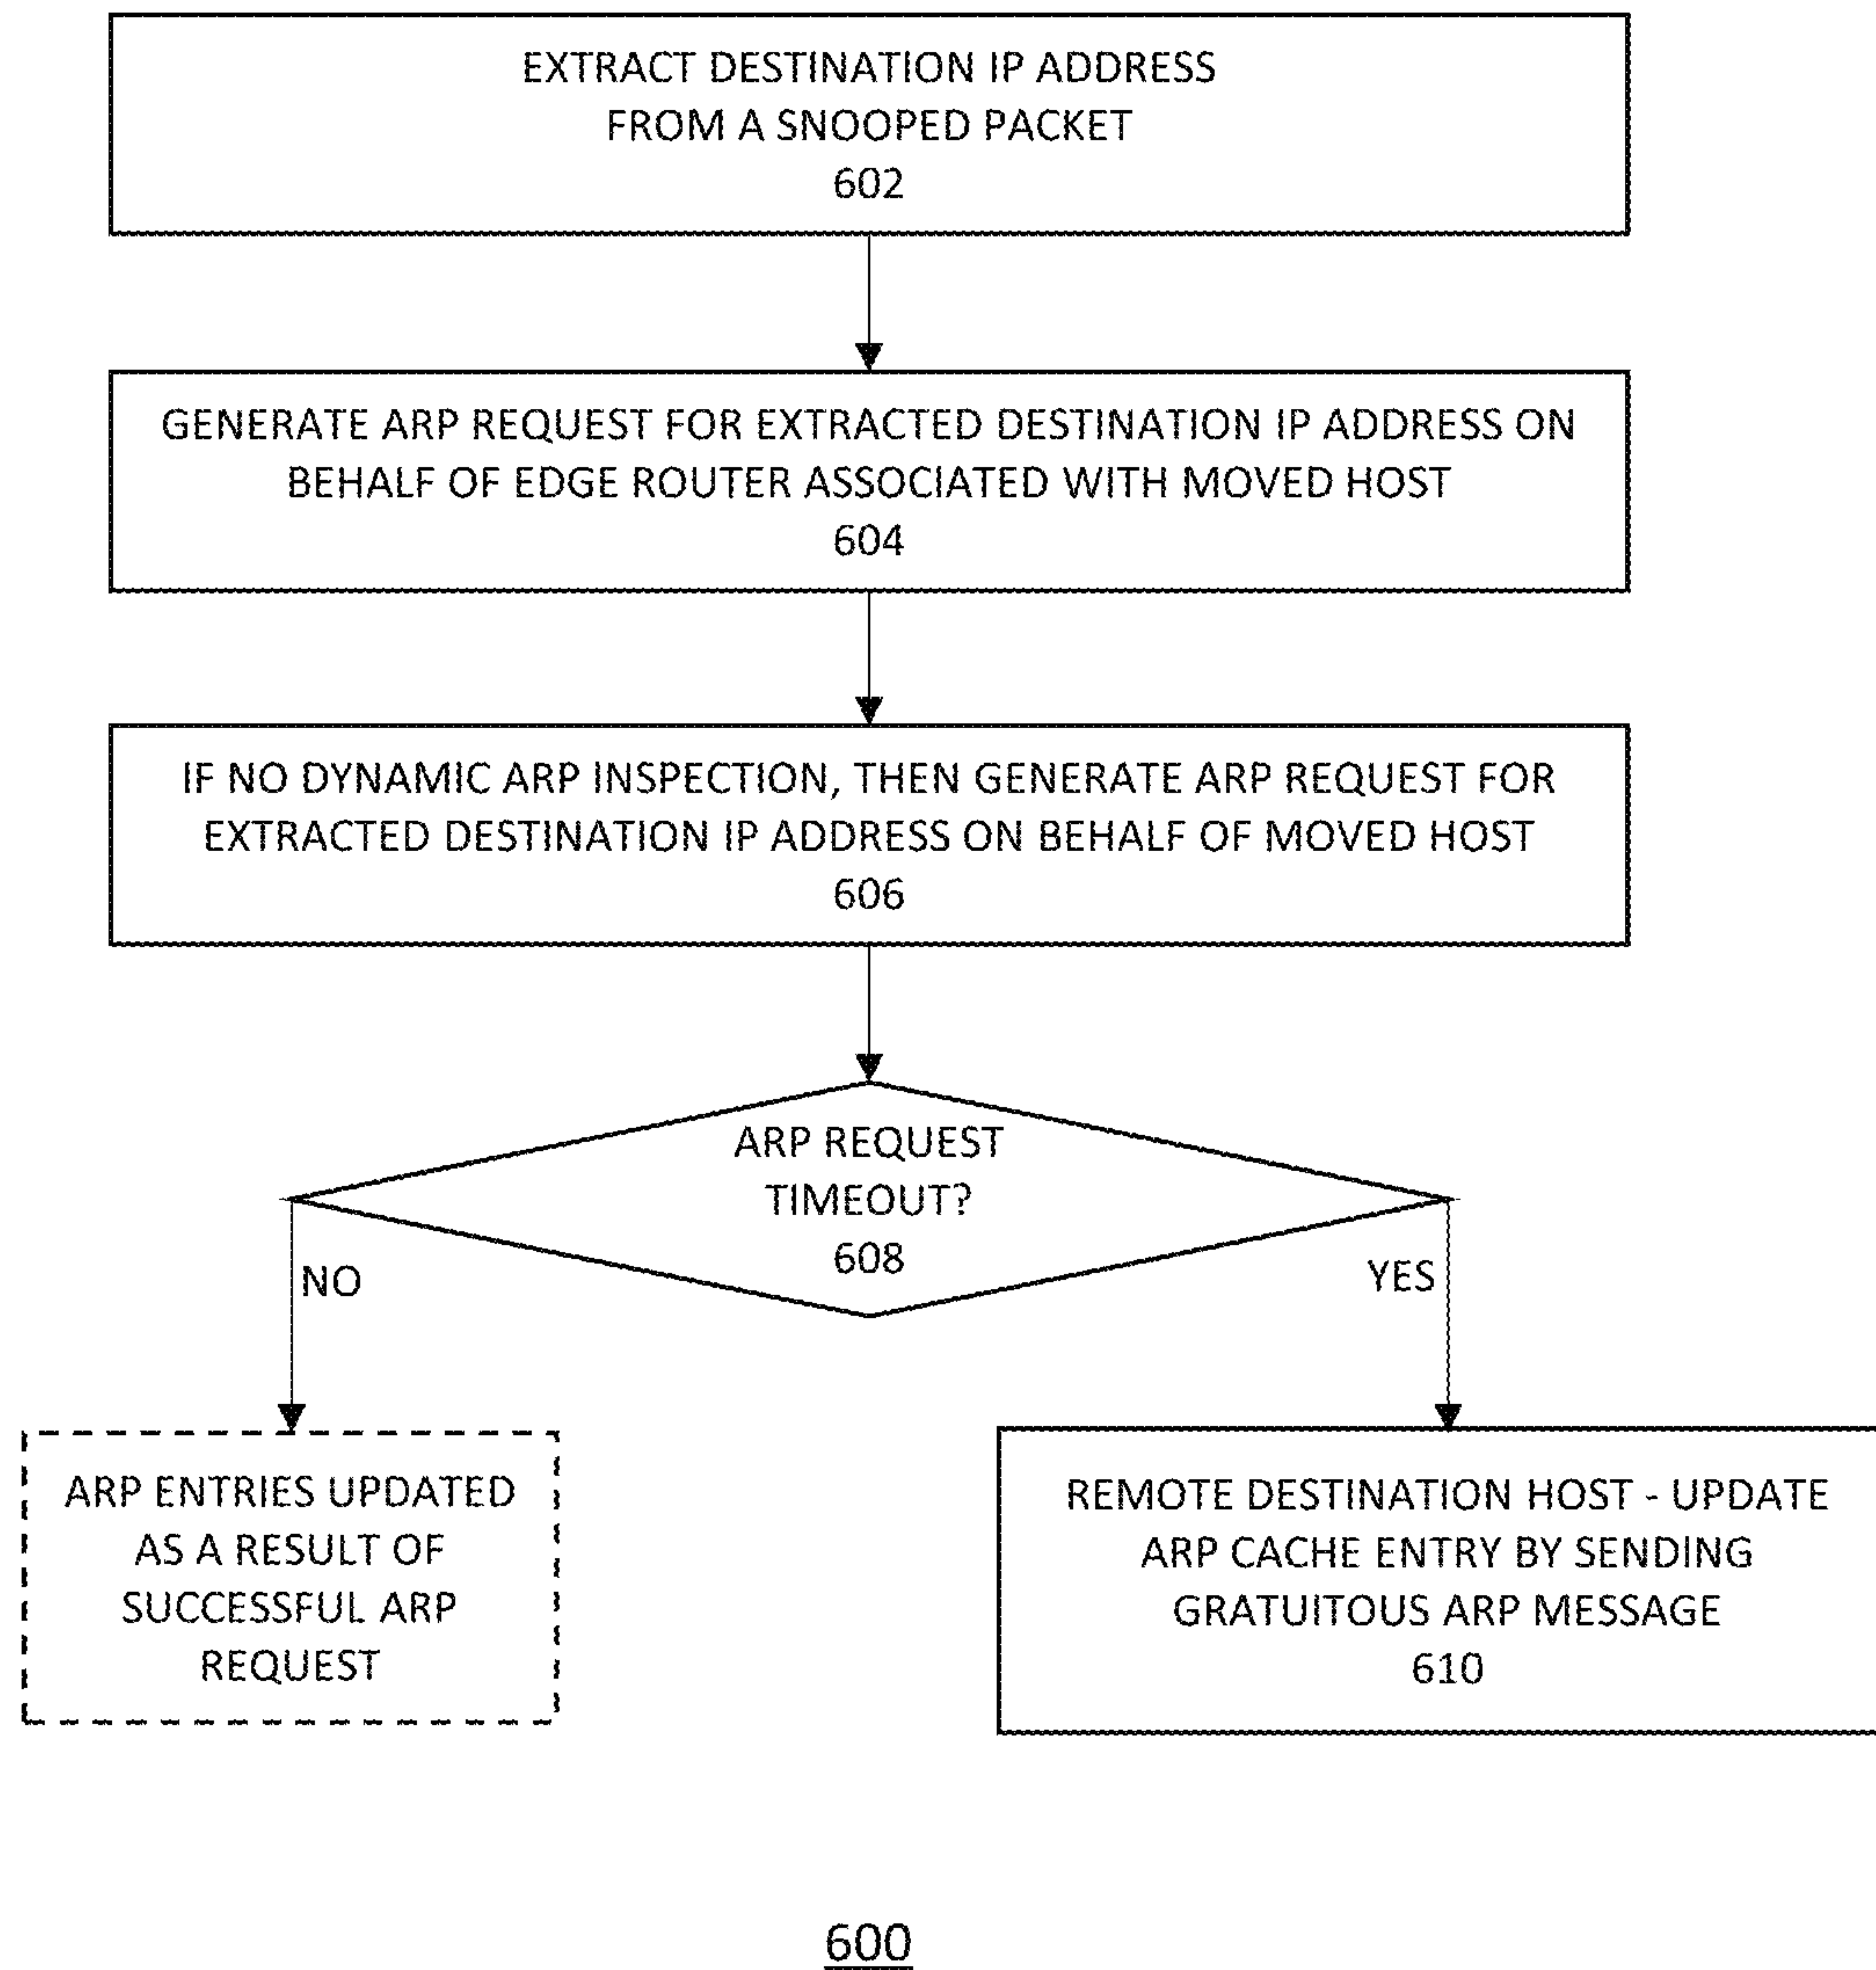 EXTRACT DESTINATION IP ADDRESS
FROM A SNOOPED PACKET
602
GENERATE ARP REQUEST FOR EXTRACTED DESTINATION IP ADDRESS ON
BEHALF OF EDGE ROUTER ASSOCIATED WITH MOVED HOST
604
IF NO DYNAMIC ARP INSPECTION, THEN GENERATE ARP REQUEST FOR
EXTRACTED DESTINATION IP ADDRESS ON BEHALF OF MOVED HOST
606
ARP REQUEST
TIMEOUT?
608
NO
YES
ARP ENTRIES UPDATED
AS A RESULT OF
SUCCESSFUL ARP
REQUEST
REMOTE DESTINATION HOST - UPDATE
ARP CACHE ENTRY BY SENDING
GRATUITOUS ARP MESSAGE
610
600